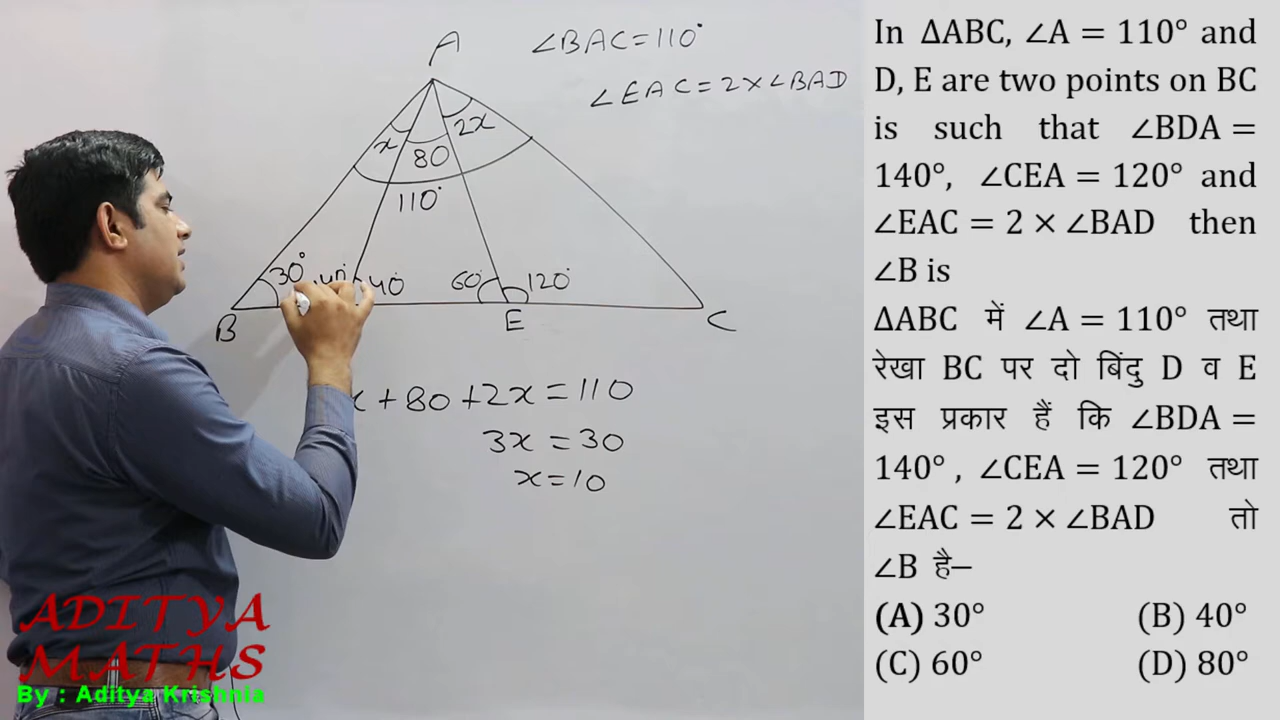 A
∠BAC=110°
∠EAC=2×∠BAD
x
2x
80
110°
30°
40
60°
120°
B
E
C
+80+2x=110
3x=30
x=10
In ΔABC, ∠A = 110° and
D, E are two points on BC
is such that ∠BDA =
140°, ∠CEA = 120° and
∠EAC = 2 × ∠BAD then
∠B is
ΔABC में ∠A = 110° तथा
रेखा BC पर दो बिंदु D व E
इस प्रकार हैं कि ∠BDA =
140° , ∠CEA = 120° तथा
∠EAC = 2 × ∠BAD तो
∠B है–
(A) 30° (B) 40°
(C) 60° (D) 80°
ADITYA
MATHS
By : Aditya Krishnia